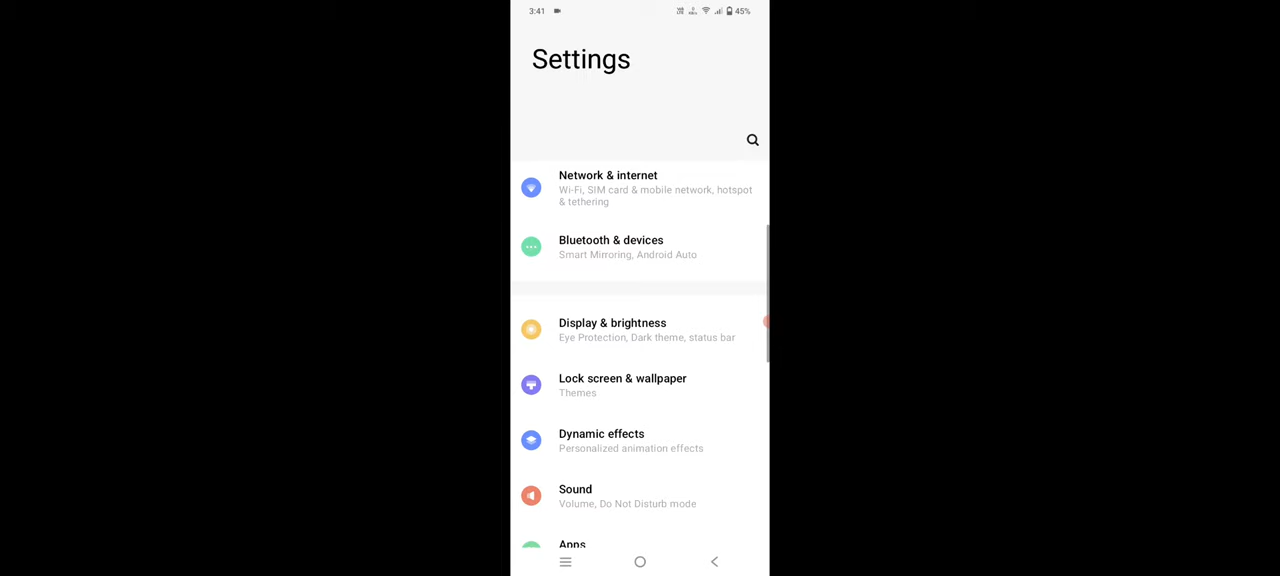 3:41
45%
Settings
Network & internet
Wi-Fi, SIM card & mobile network, hotspot
& tethering
Bluetooth & devices
Smart Mirroring, Android Auto
Display & brightness
Eye Protection, Dark theme, status bar
Lock screen & wallpaper
Themes
Dynamic effects
Personalized animation effects
Sound
Volume, Do Not Disturb mode
Apps